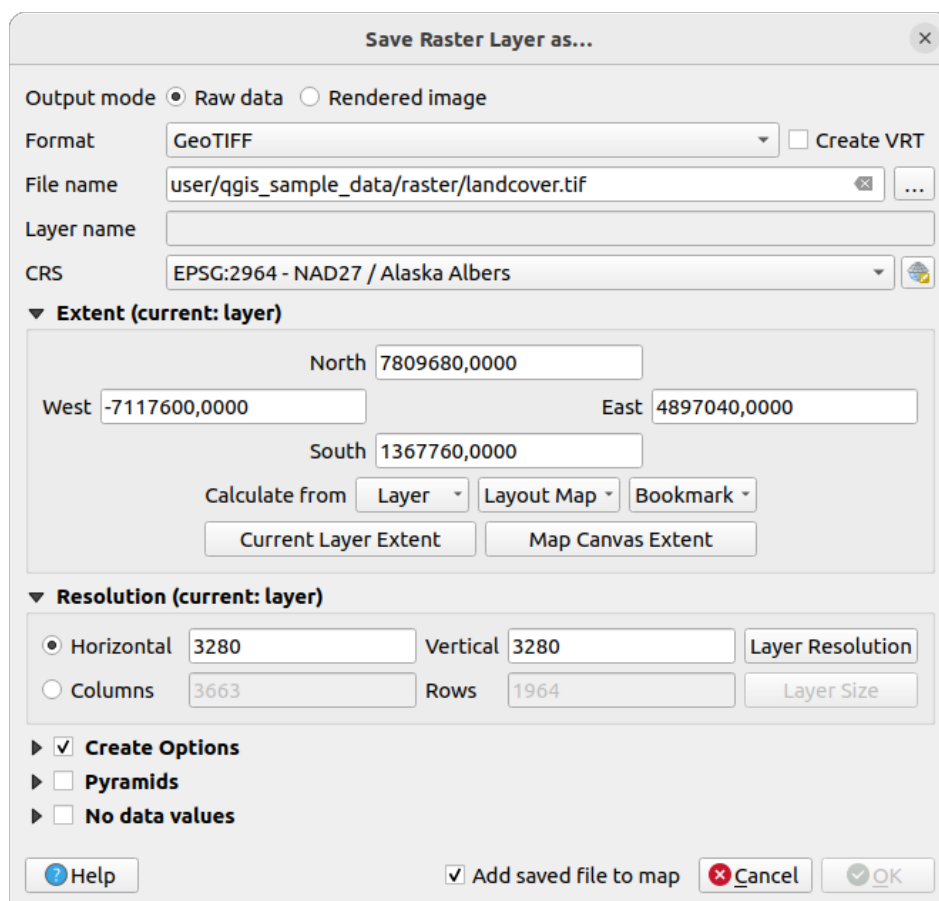 Save Raster Layer as…
Output mode Raw data Rendered image
Format GeoTIFF Create VRT
File name user/qgis_sample_data/raster/landcover.tif ...
Layer name
CRS EPSG:2964 - NAD27 / Alaska Albers
Extent (current: layer)
North 7809680,0000
West -7117600,0000 East 4897040,0000
South 1367760,0000
Calculate from Layer Layout Map Bookmark
Current Layer Extent Map Canvas Extent
Resolution (current: layer)
Horizontal 3280 Vertical 3280 Layer Resolution
Columns 3663 Rows 1964 Layer Size
Create Options
Pyramids
No data values
Help Add saved file to map Cancel OK